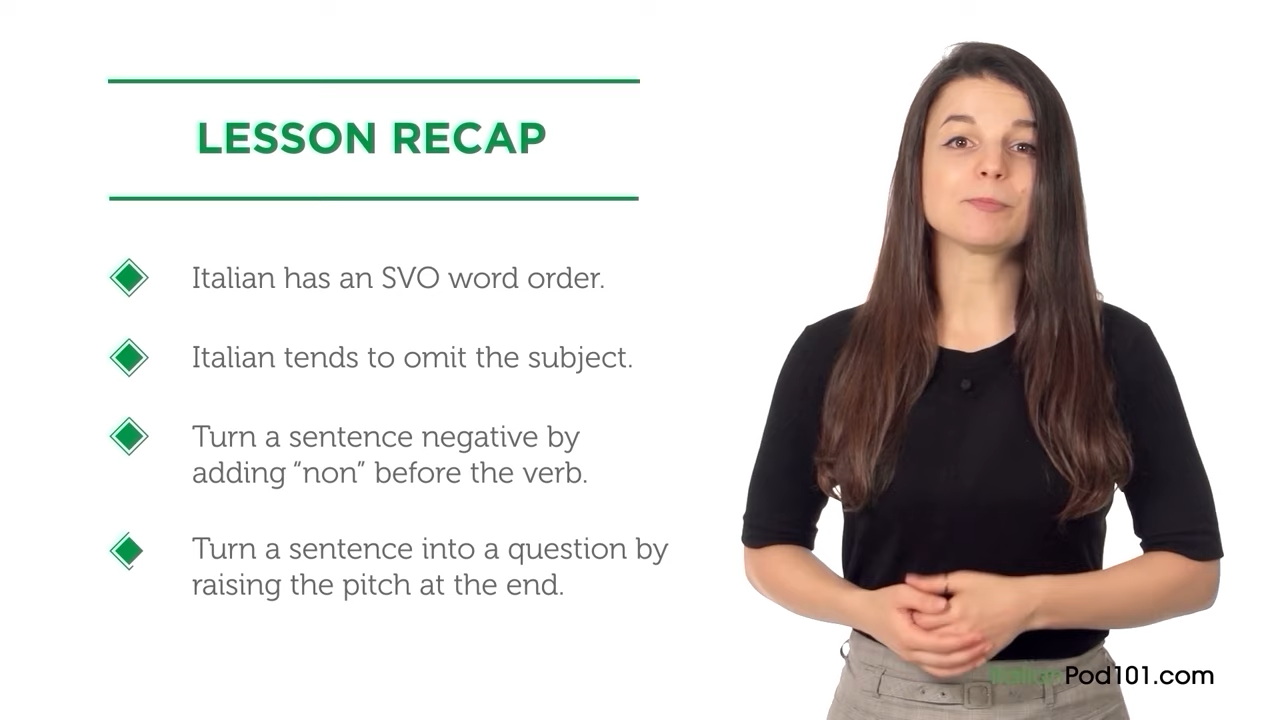 LESSON RECAP
Italian has an SVO word order.
Italian tends to omit the subject.
Turn a sentence negative by
adding “non” before the verb.
Turn a sentence into a question by
raising the pitch at the end.
ItalianPod101.com